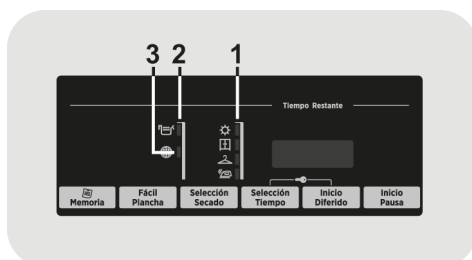 3 2 1
Tiempo Restante
Memoria
Fácil
Plancha
Selección
Secado
Selección
Tiempo
Inicio
Diferido
Inicio
Pausa